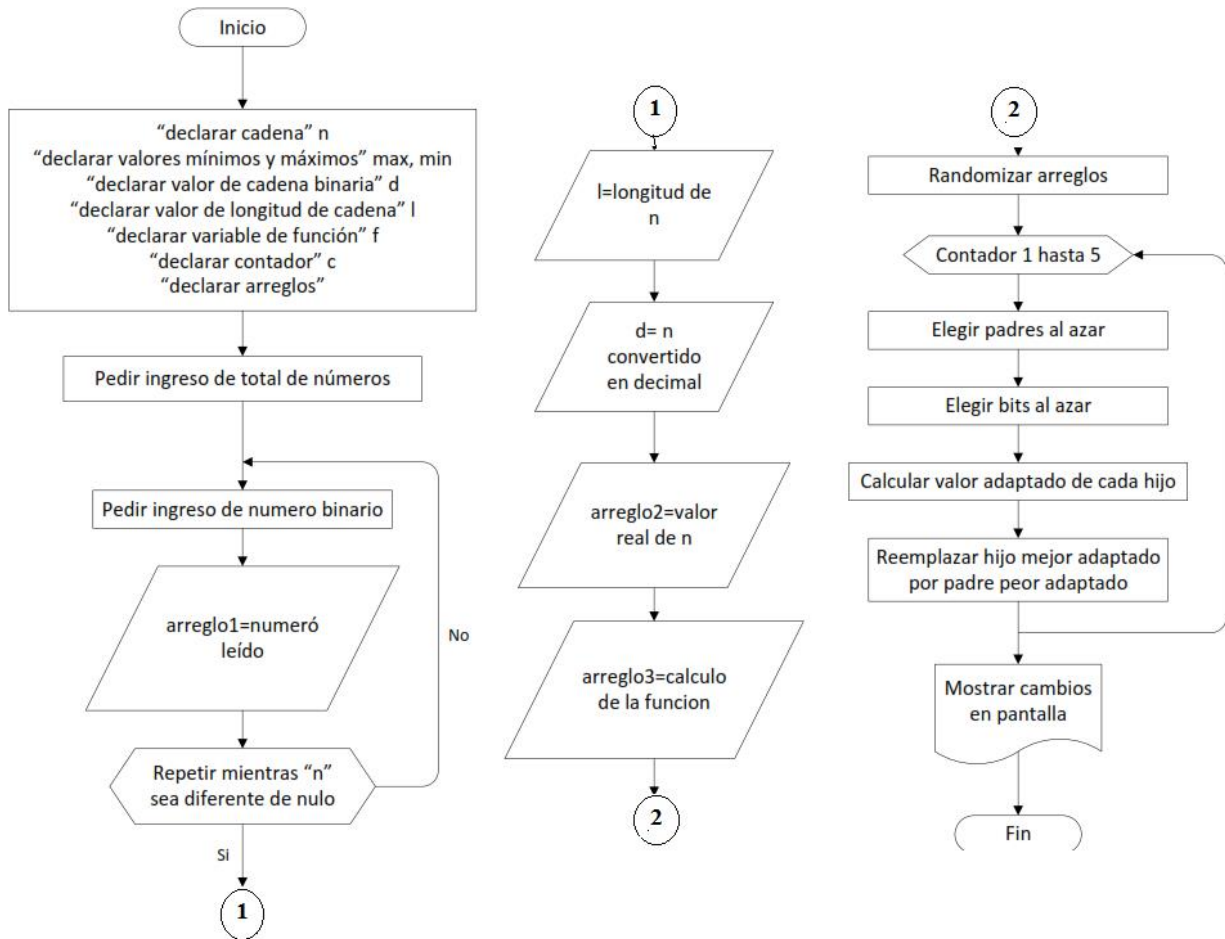 Inicio
“declarar cadena” n
“declarar valores mínimos y máximos” max, min
“declarar valor de cadena binaria” d
“declarar valor de longitud de cadena” l
“declarar variable de función” f
“declarar contador” c
“declarar arreglos”
Pedir ingreso de total de números
Pedir ingreso de numero binario
arreglo1=numeró
leído
No
Repetir mientras “n”
sea diferente de nulo
Si
1
1
l=longitud de
n
d= n
convertido
en decimal
arreglo2=valor
real de n
arreglo3=calculo
de la funcion
2
2
Randomizar arreglos
Contador 1 hasta 5
Elegir padres al azar
Elegir bits al azar
Calcular valor adaptado de cada hijo
Reemplazar hijo mejor adaptado
por padre peor adaptado
Mostrar cambios
en pantalla
Fin